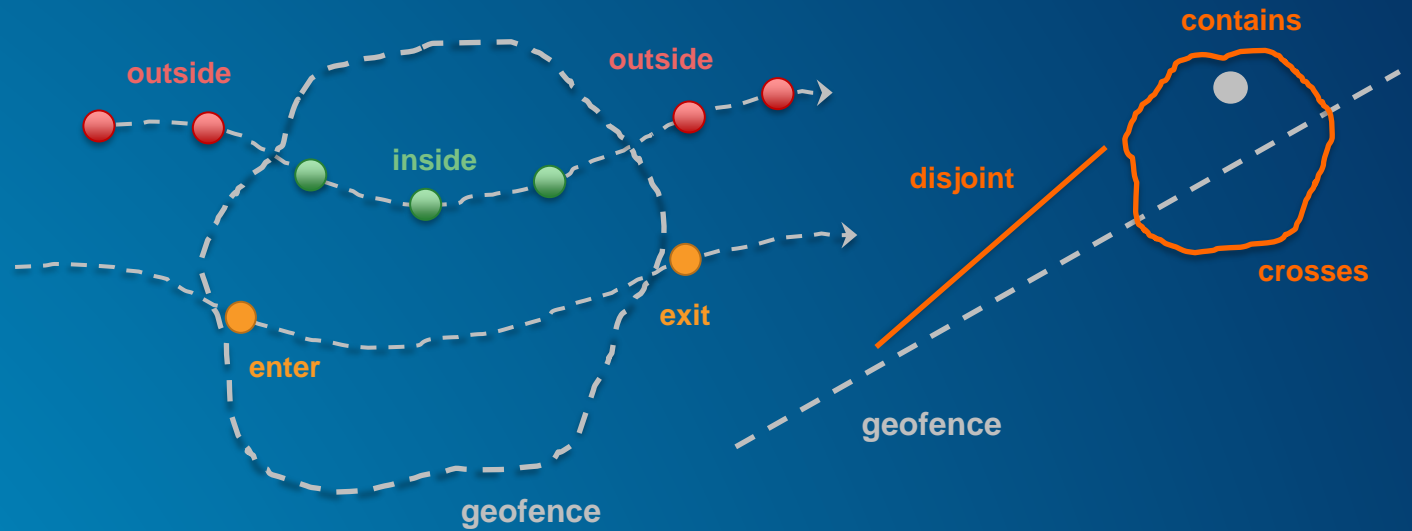 outside
inside
outside
enter
exit
geofence
contains
disjoint
crosses
geofence